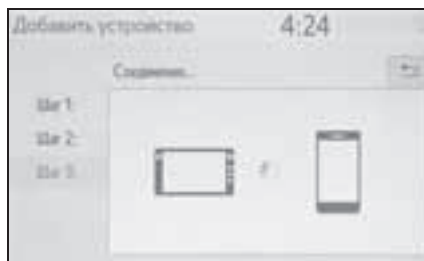 Добавить устройство 4:24
Соединение...
Шаг 1:
Шаг 2:
Шаг 3: